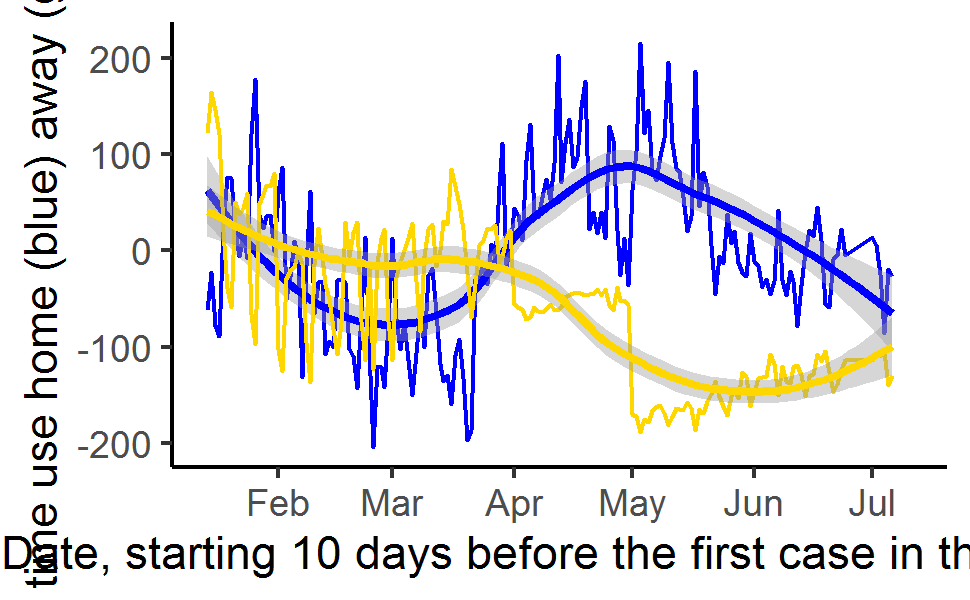 time use home (blue) away (
200
100
0
-100
-200
Feb Mar Apr May Jun Jul
Date, starting 10 days before the first case in th